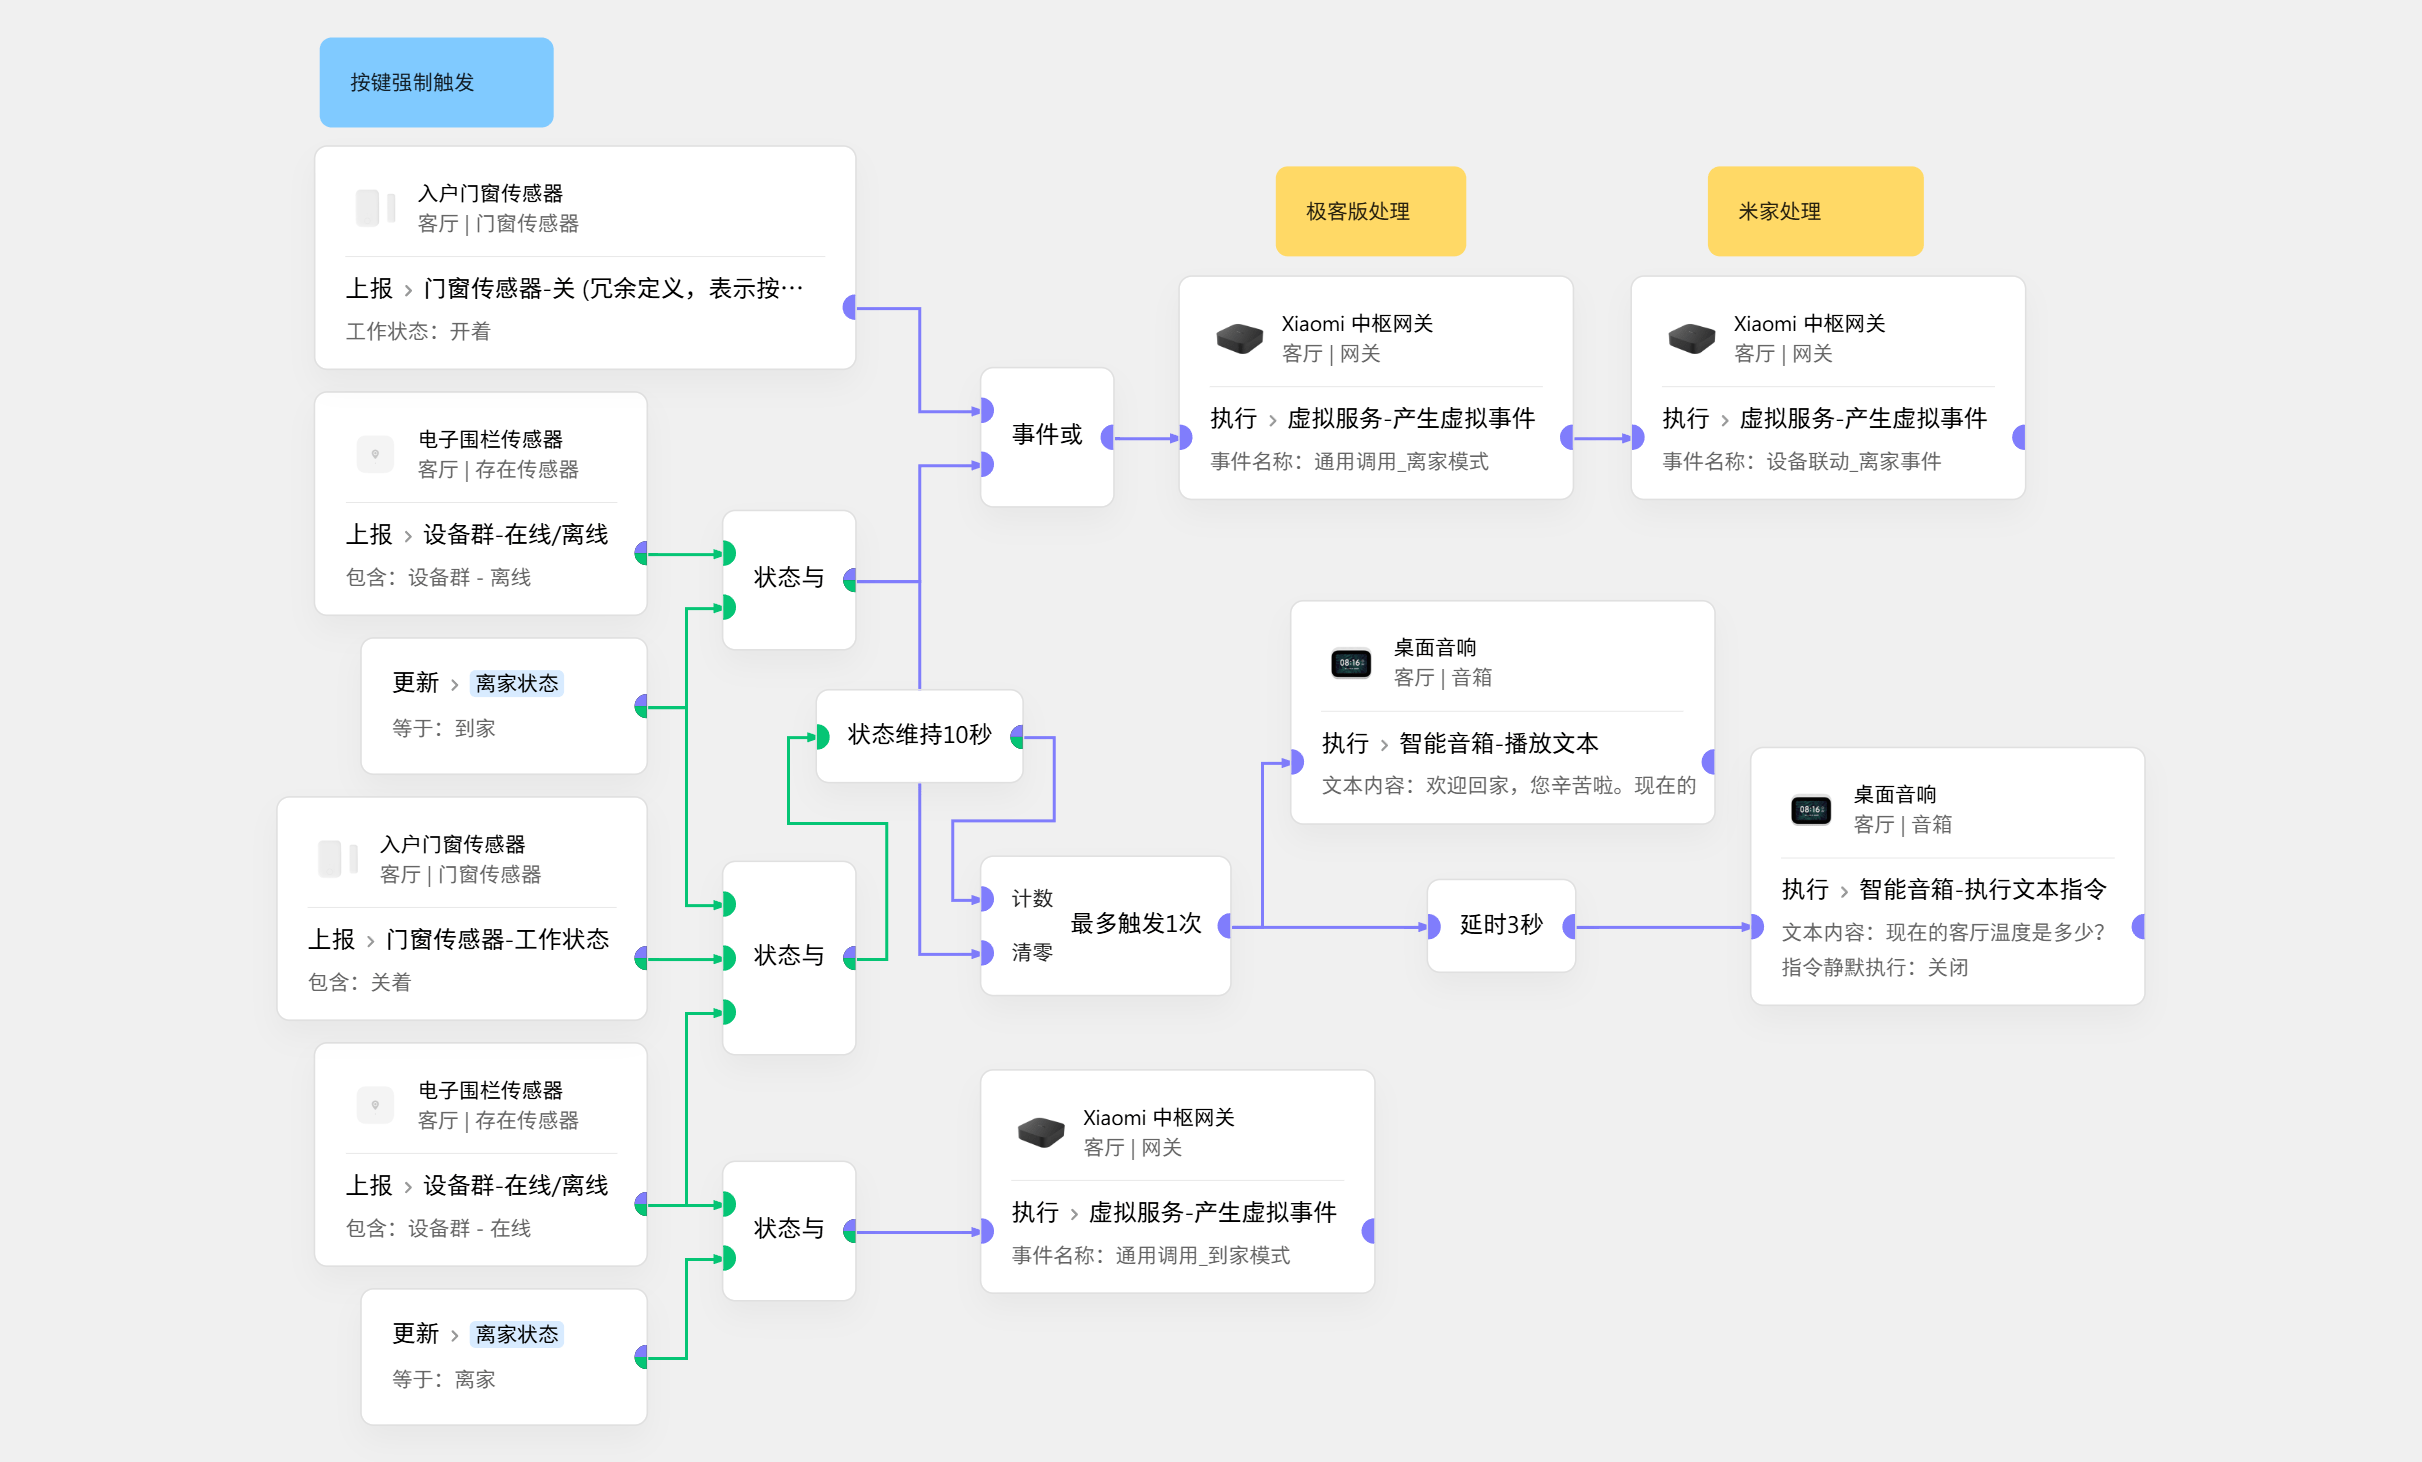 按键强制触发
入户门窗传感器
客厅 | 门窗传感器
上报 › 门窗传感器-关 (冗余定义，表示按…
工作状态：开着
极客版处理
米家处理
Xiaomi 中枢网关
客厅 | 网关
执行 › 虚拟服务-产生虚拟事件
事件名称：通用调用_离家模式
Xiaomi 中枢网关
客厅 | 网关
执行 › 虚拟服务-产生虚拟事件
事件名称：设备联动_离家事件
事件或
电子围栏传感器
客厅 | 存在传感器
上报 › 设备群-在线/离线
包含：设备群 - 离线
状态与
更新 › 离家状态
等于：到家
状态维持10秒
桌面音响
客厅 | 音箱
执行 › 智能音箱-播放文本
文本内容：欢迎回家，您辛苦啦。现在的
08:16
入户门窗传感器
客厅 | 门窗传感器
上报 › 门窗传感器-工作状态
包含：关着
状态与
计数
最多触发1次
清零
延时3秒
桌面音响
客厅 | 音箱
执行 › 智能音箱-执行文本指令
文本内容：现在的客厅温度是多少？
指令静默执行：关闭
08:16
电子围栏传感器
客厅 | 存在传感器
上报 › 设备群-在线/离线
包含：设备群 - 在线
状态与
Xiaomi 中枢网关
客厅 | 网关
执行 › 虚拟服务-产生虚拟事件
事件名称：通用调用_到家模式
更新 › 离家状态
等于：离家